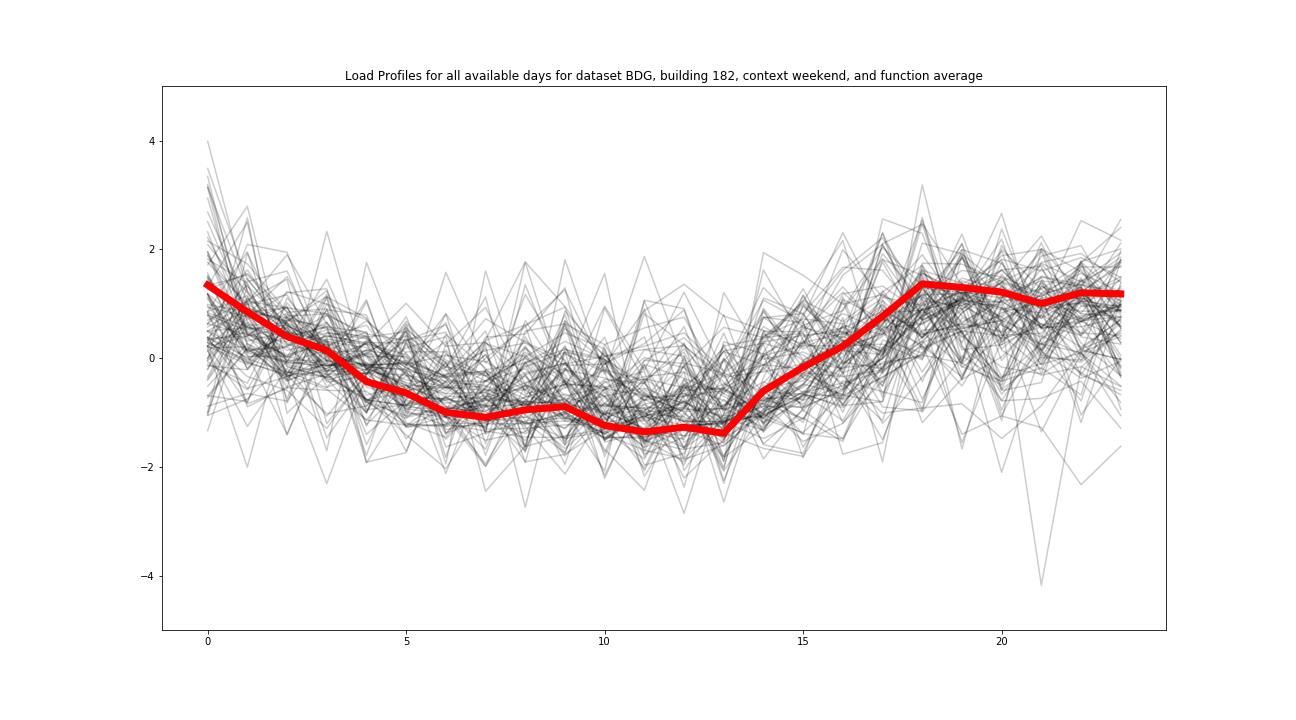 Load Profiles for all available days for dataset BDG, building 182, context weekend, and function average
4
2
0
−2
−4
0 5 10 15 20